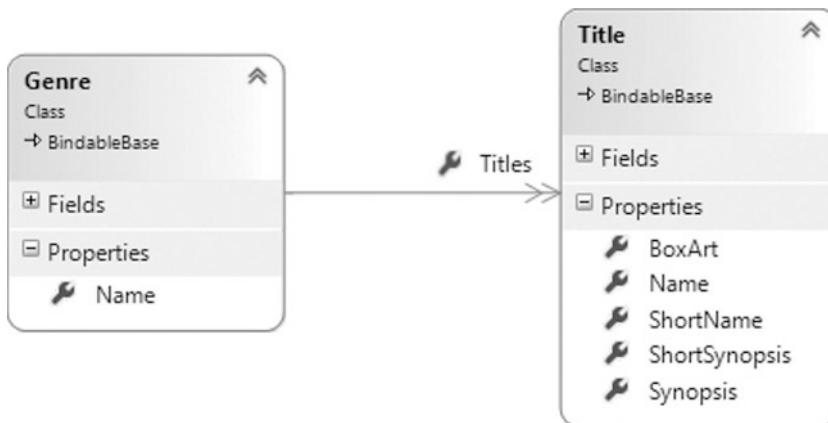 Genre
Class
BindableBase
Fields
Properties
Name
Titles
Title
Class
BindableBase
Fields
Properties
BoxArt
Name
ShortName
ShortSynopsis
Synopsis